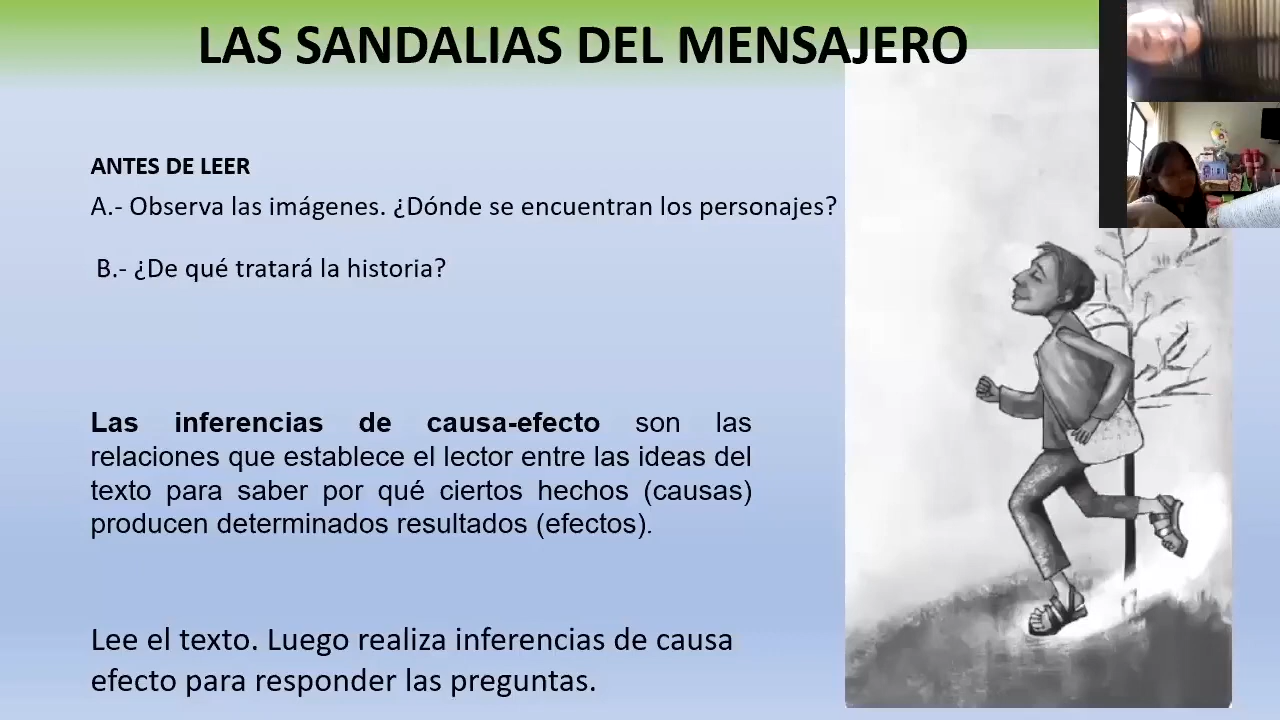 LAS SANDALIAS DEL MENSAJERO
ANTES DE LEER
A.- Observa las imágenes. ¿Dónde se encuentran los personajes?
B.- ¿De qué tratará la historia?
Las inferencias de causa-efecto son las
relaciones que establece el lector entre las ideas del
texto para saber por qué ciertos hechos (causas)
producen determinados resultados (efectos).
Lee el texto. Luego realiza inferencias de causa
efecto para responder las preguntas.